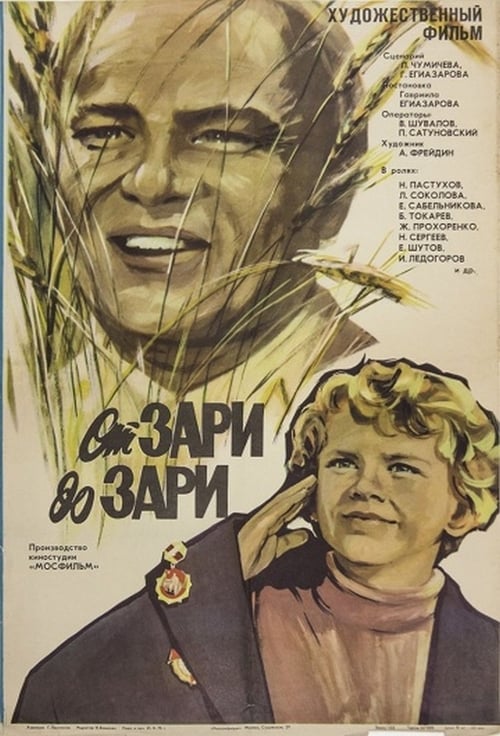 ХУДОЖЕСТВЕННЫЙ
ФИЛЬМ
Сценарий
П. ЧУМИЧЕВА,
Г. ЕГИАЗАРОВА
Постановка
Гавриила
ЕГИАЗАРОВА
Операторы:
В. ШУВАЛОВ,
П. САТУНОВСКИЙ
Художник
А. ФРЕЙДИН
В ролях:
Н. ПАСТУХОВ,
Л. СОКОЛОВА,
Е. САБЕЛЬНИКОВА,
Б. ТОКАРЕВ,
Ж. ПРОХОРЕНКО,
Н. СЕРГЕЕВ,
Е. ШУТОВ,
И. ЛЕДОГОРОВ
и др.
От ЗАРИ
до ЗАРИ
Производство
киностудии
«МОСФИЛЬМ»